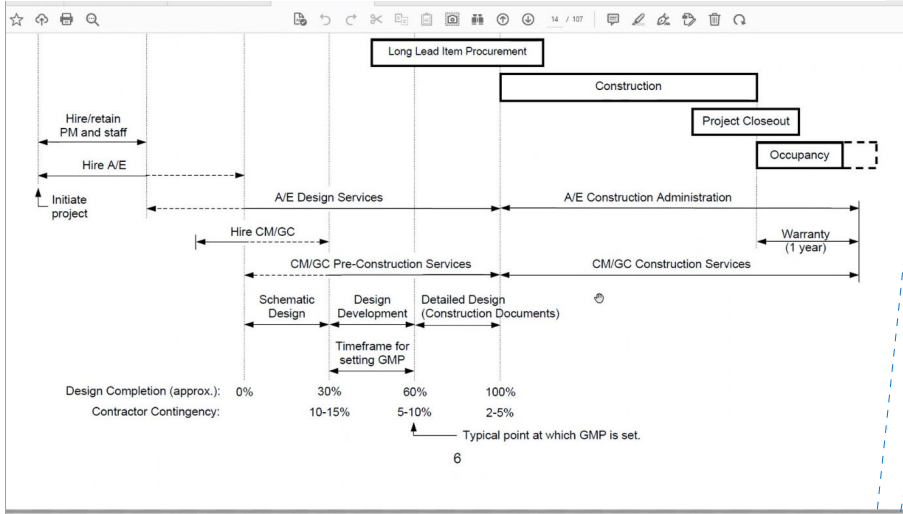 14 / 107
Long Lead Item Procurement
Construction
Hire/retain
PM and staff
Project Closeout
Hire A/E
Occupancy
Initiate
project
A/E Design Services
A/E Construction Administration
Hire CM/GC
Warranty
(1 year)
CM/GC Pre-Construction Services
CM/GC Construction Services
Schematic
Design
Design
Development
Detailed Design
(Construction Documents)
Timeframe for
setting GMP
Design Completion (approx.): 0% 30% 60% 100%
Contractor Contingency: 10-15% 5-10% 2-5%
Typical point at which GMP is set.
6